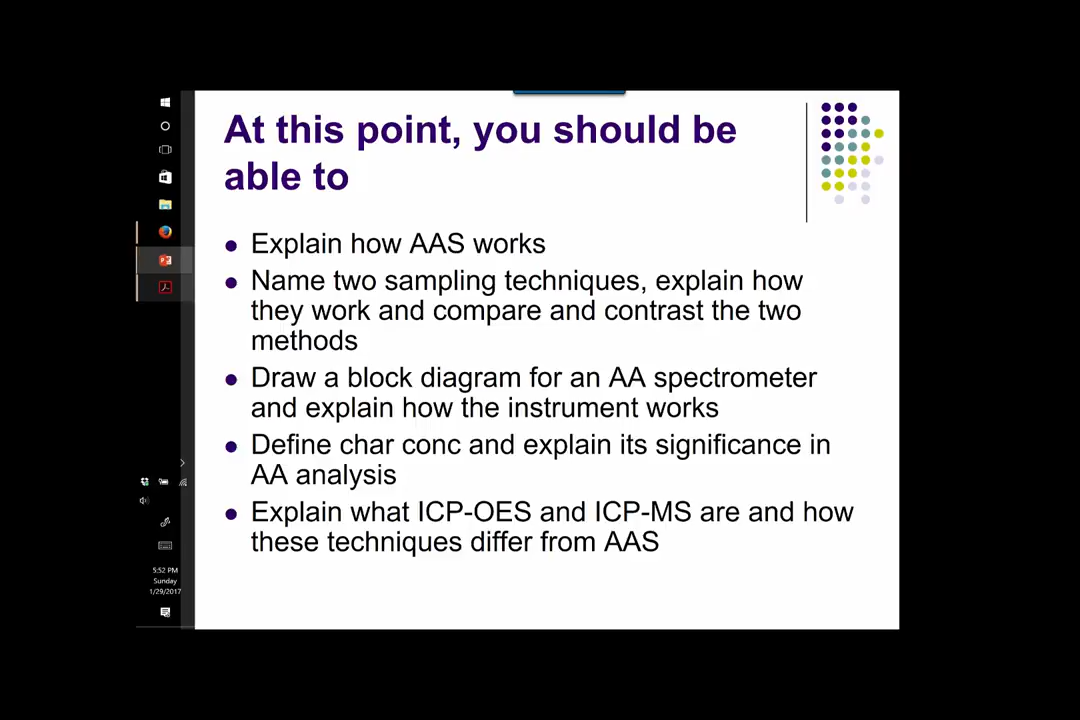 At this point, you should be
able to
Explain how AAS works
Name two sampling techniques, explain how
they work and compare and contrast the two
methods
Draw a block diagram for an AA spectrometer
and explain how the instrument works
Define char conc and explain its significance in
AA analysis
Explain what ICP-OES and ICP-MS are and how
these techniques differ from AAS
5:52 PM
Sunday
1/29/2017